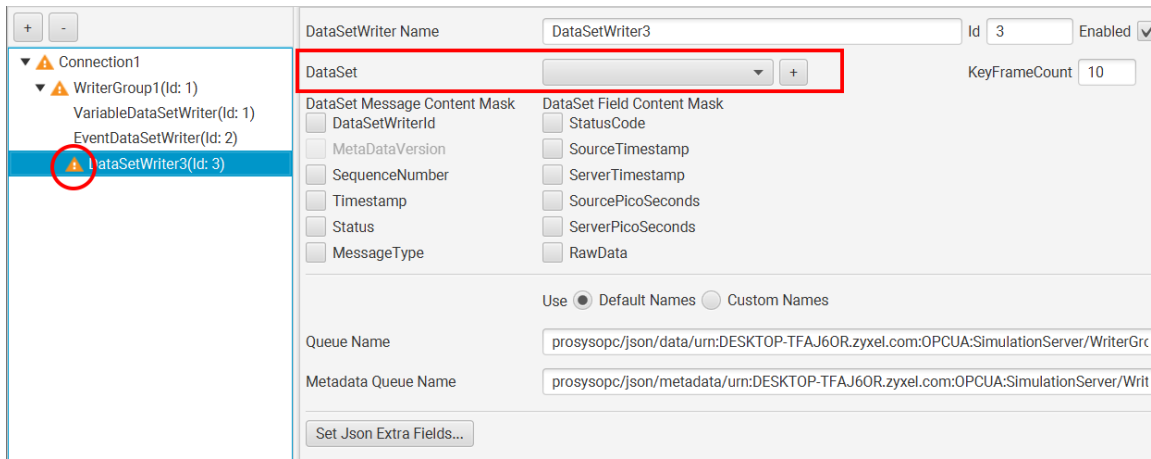 + -
Connection1
WriterGroup1(Id: 1)
VariableDataSetWriter(Id: 1)
EventDataSetWriter(Id: 2)
DataSetWriter3(Id: 3)
DataSetWriter Name DataSetWriter3 Id 3 Enabled
DataSet + KeyFrameCount 10
DataSet Message Content Mask DataSet Field Content Mask
DataSetWriterId StatusCode
MetaDataVersion SourceTimestamp
SequenceNumber ServerTimestamp
Timestamp SourcePicoSeconds
Status ServerPicoSeconds
MessageType RawData
Use Default Names Custom Names
Queue Name prosysopc/json/data/urn:DESKTOP-TFAJ6OR.zyxel.com:OPCUA:SimulationServer/WriterGrc
Metadata Queue Name prosysopc/json/metadata/urn:DESKTOP-TFAJ6OR.zyxel.com:OPCUA:SimulationServer/Writ
Set Json Extra Fields...